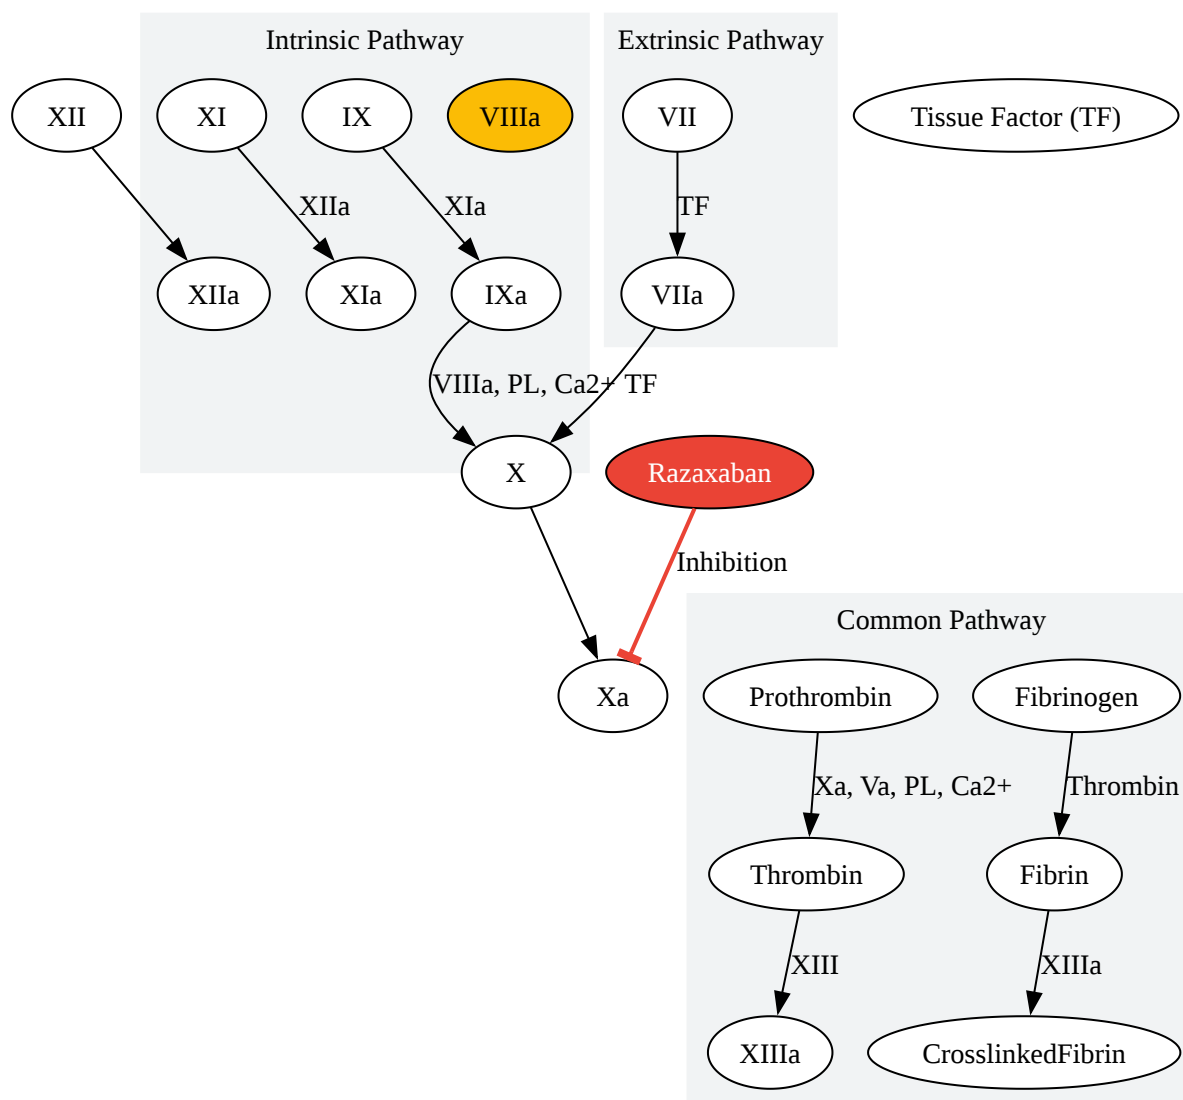 Intrinsic Pathway
Extrinsic Pathway
XII
XI
IX
VIIIa
VII
Tissue Factor (TF)
XIIa
XIa
TF
XIIa
XIa
IXa
VIIa
VIIIa, PL, Ca2+
TF
X
Razaxaban
Inhibition
Common Pathway
Xa
Prothrombin
Fibrinogen
Xa, Va, PL, Ca2+
Thrombin
Thrombin
Fibrin
XIII
XIIIa
XIIIa
CrosslinkedFibrin